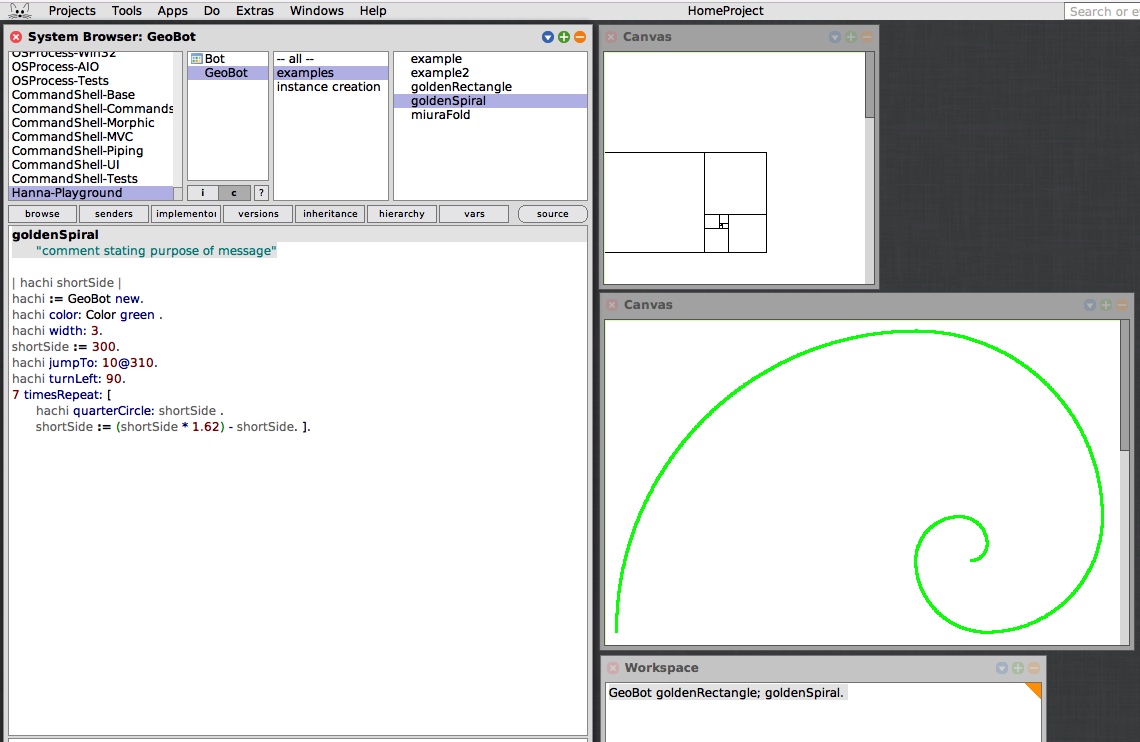 Projects Tools Apps Do Extras Windows Help HomeProject Search or e
System Browser: GeoBot
OSProcess-Win32
OSProcess-AIO
OSProcess-Tests
CommandShell-Base
CommandShell-Commands
CommandShell-Morphic
CommandShell-MVC
CommandShell-Piping
CommandShell-UI
CommandShell-Tests
Hanna-Playground
Bot
GeoBot
i c ?
-- all --
examples
instance creation
example
example2
goldenRectangle
goldenSpiral
miuraFold
browse senders implementor versions inheritance hierarchy vars source
goldenSpiral
"comment stating purpose of message"
| hachi shortSide |
hachi := GeoBot new.
hachi color: Color green .
hachi width: 3.
shortSide := 300.
hachi jumpTo: 10@310.
hachi turnLeft: 90.
7 timesRepeat: [
hachi quarterCircle: shortSide .
shortSide := (shortSide * 1.62) - shortSide. ].
Canvas
Canvas
Workspace
GeoBot goldenRectangle; goldenSpiral.